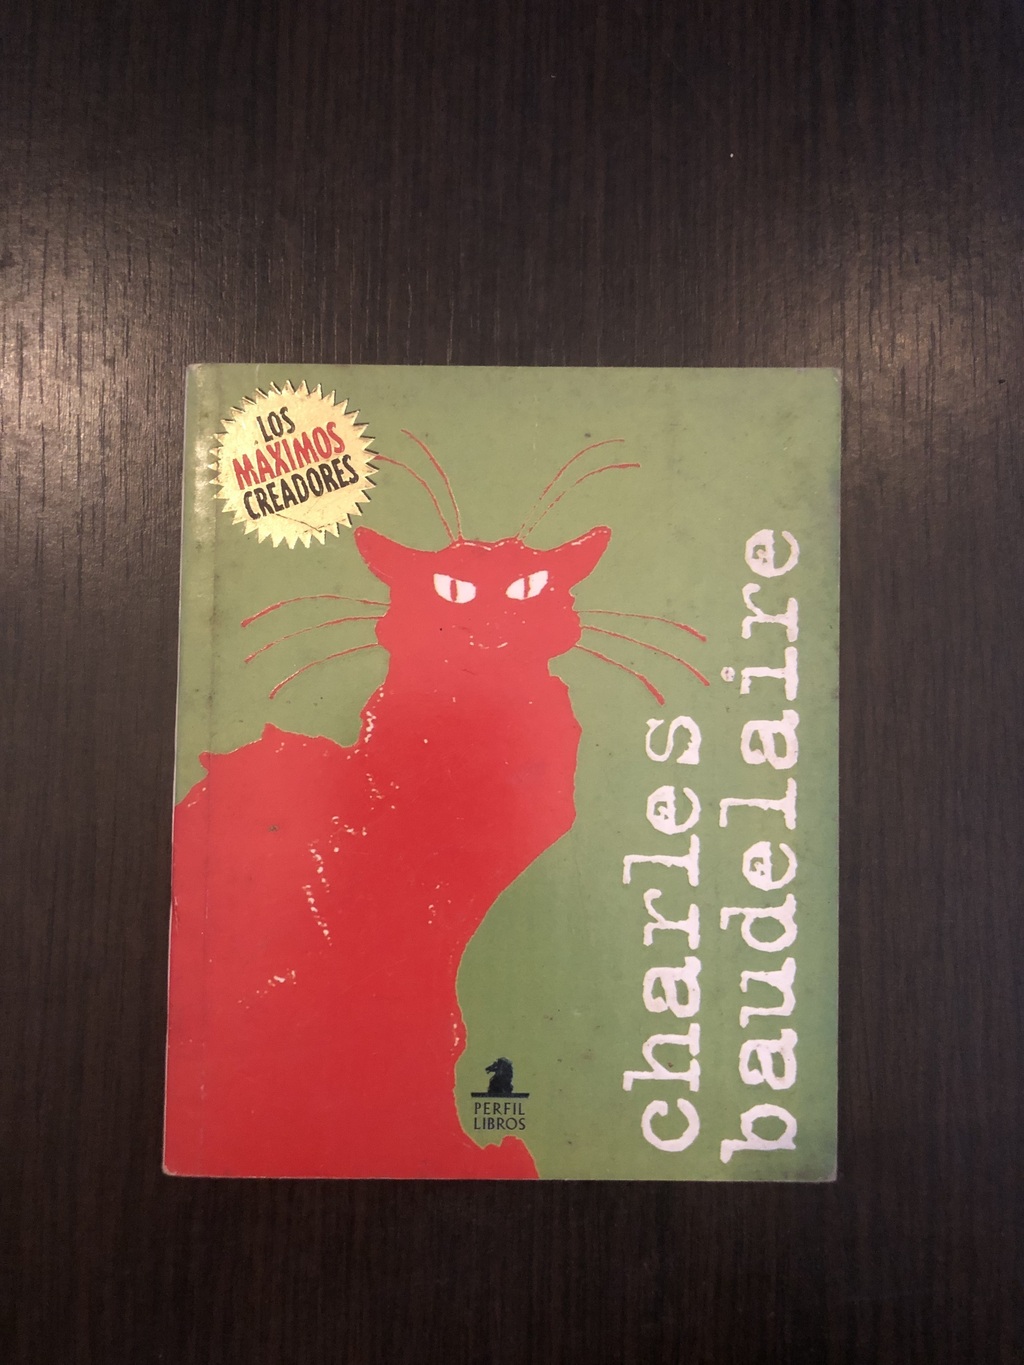 LOS
MAXIMOS
CREADORES
charles
baudelaire
PERFIL
LIBROS